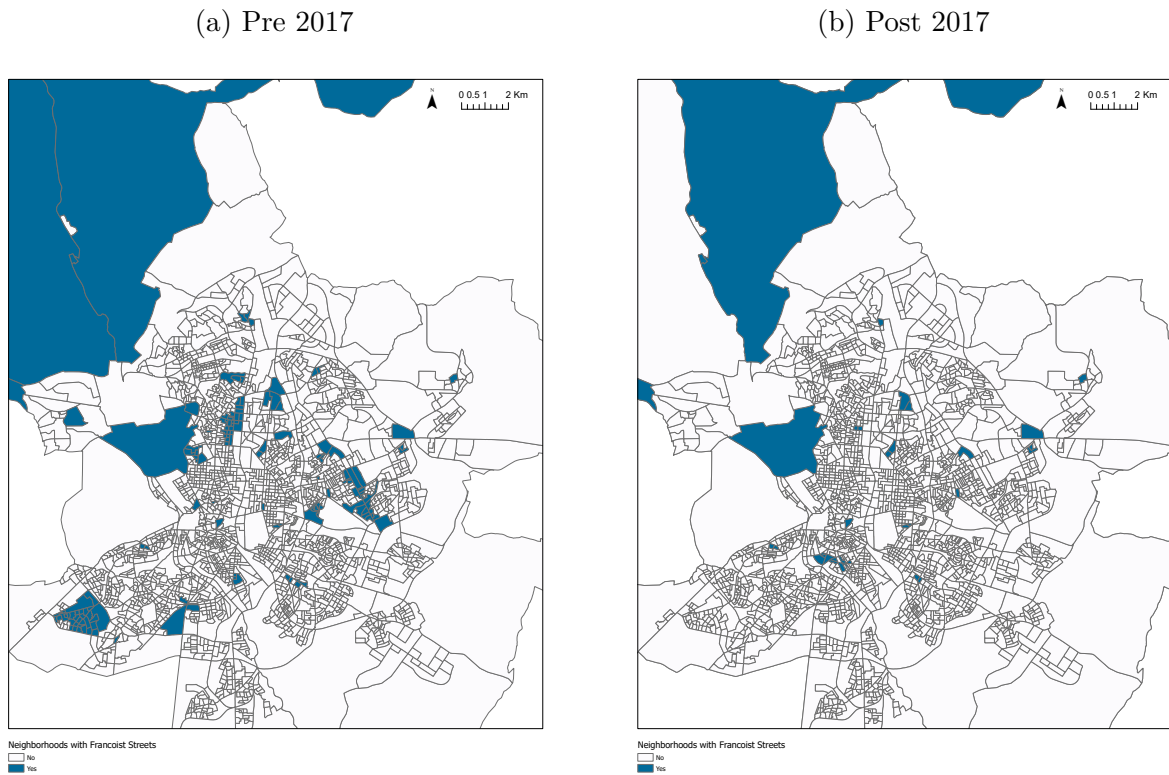 (a) Pre 2017
(b) Post 2017
N
0 0.5 1 2 Km
N
0 0.5 1 2 Km
Neighborhoods with Francoist Streets
No
Yes
Neighborhoods with Francoist Streets
No
Yes